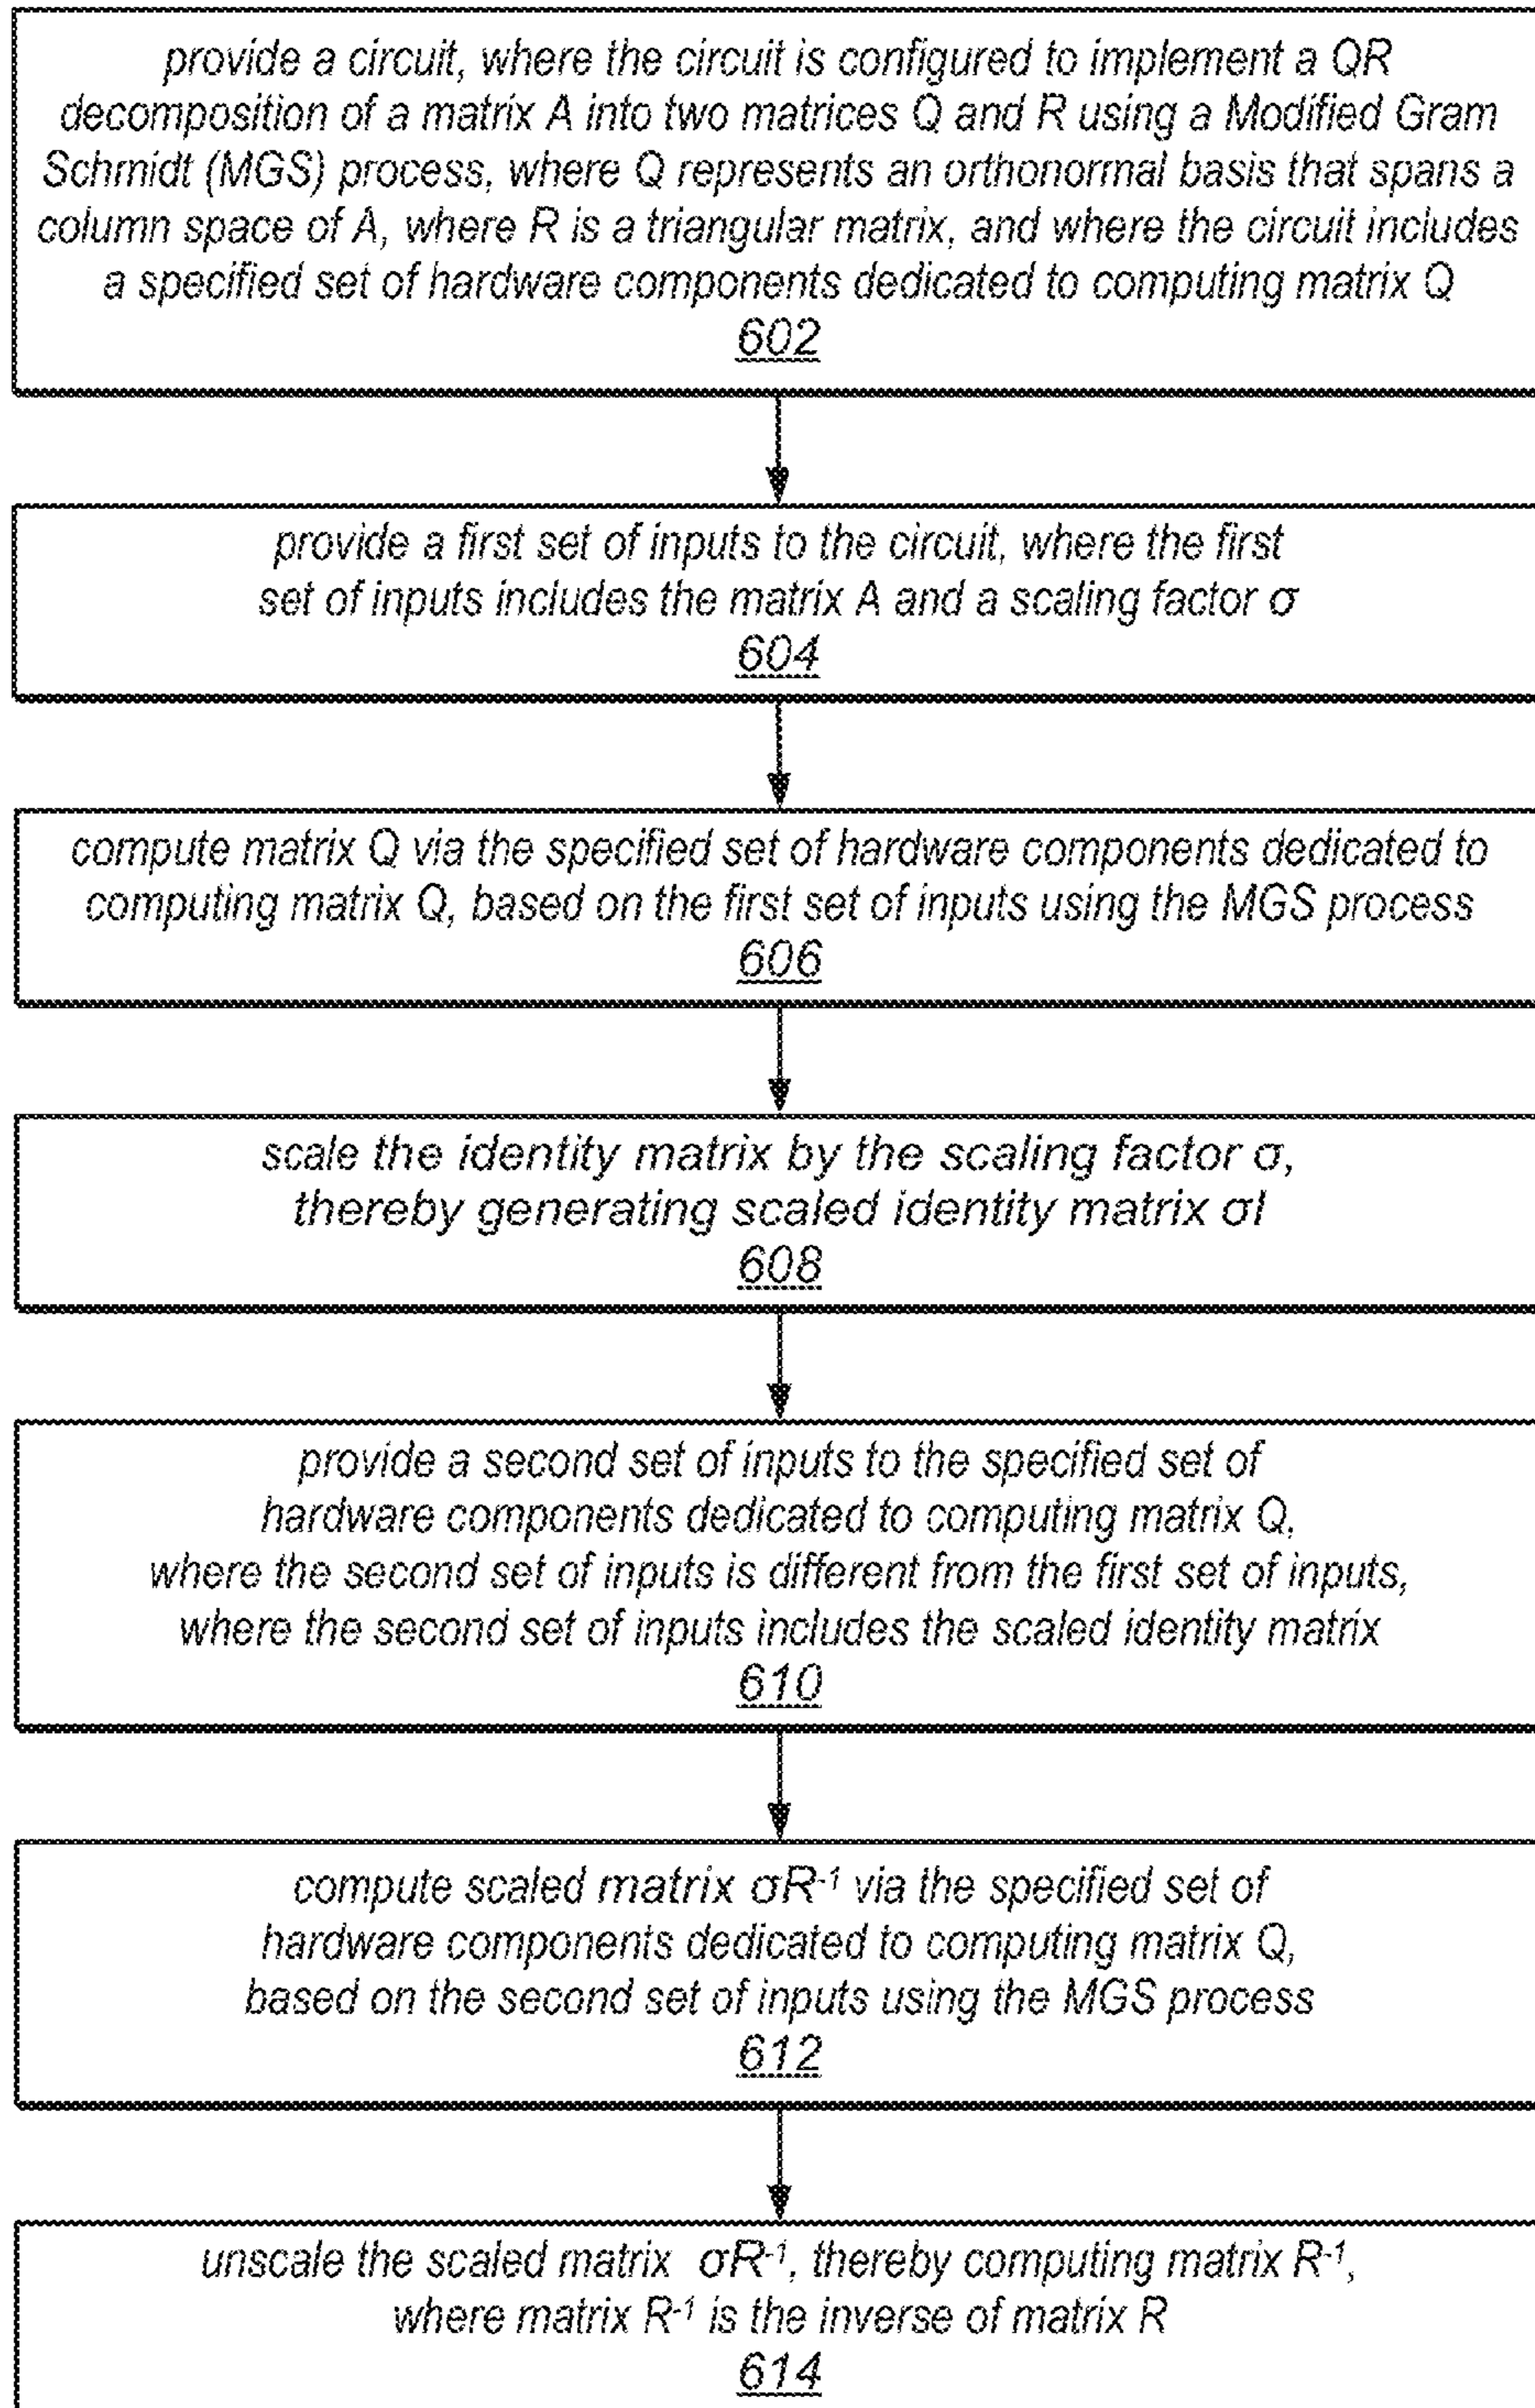 provide a circuit, where the circuit is configured to implement a QR
decomposition of a matrix A into two matrices Q and R using a Modified Gram
Schmidt (MGS) process, where Q represents an orthonormal basis that spans a
column space of A, where R is a triangular matrix, and where the circuit includes
a specified set of hardware components dedicated to computing matrix Q
602
provide a first set of inputs to the circuit, where the first
set of inputs includes the matrix A and a scaling factor σ
604
compute matrix Q via the specified set of hardware components dedicated to
computing matrix Q, based on the first set of inputs using the MGS process
606
scale the identity matrix by the scaling factor σ,
thereby generating scaled identity matrix σI
608
provide a second set of inputs to the specified set of
hardware components dedicated to computing matrix Q,
where the second set of inputs is different from the first set of inputs,
where the second set of inputs includes the scaled identity matrix
610
compute scaled matrix σR⁻¹ via the specified set of
hardware components dedicated to computing matrix Q,
based on the second set of inputs using the MGS process
612
unscale the scaled matrix σR⁻¹, thereby computing matrix R⁻¹,
where matrix R⁻¹ is the inverse of matrix R
614